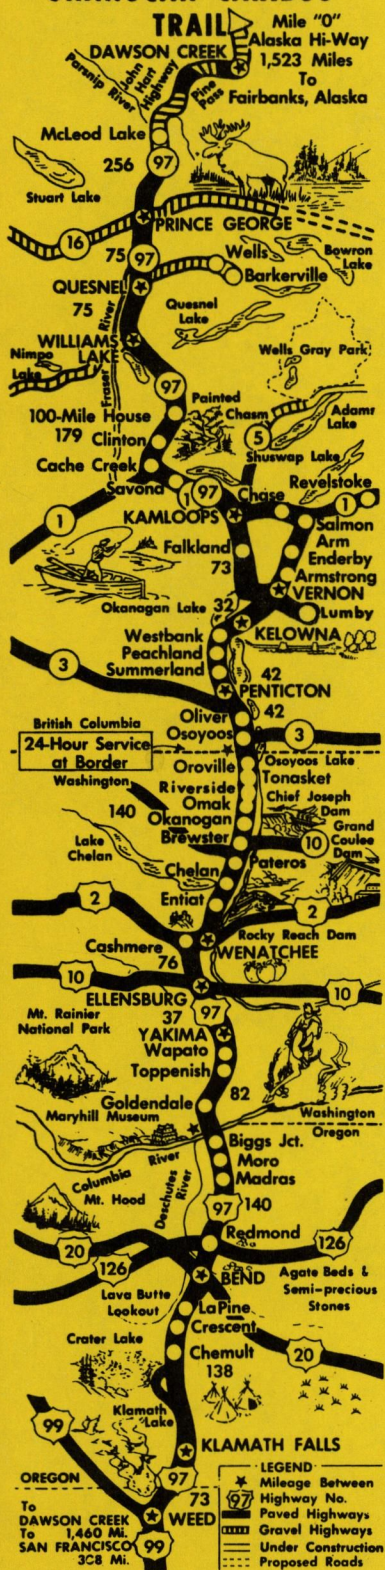 TRAIL
Mile "0"
Alaska Hi-Way
1,523 Miles
To
Fairbanks, Alaska
DAWSON CREEK
Parsnip River
John Hart Highway
Pine Pass
McLeod Lake
256
97
Stuart Lake
PRINCE GEORGE
16
75
97
Wells
Bowron Lake
Barkerville
QUESNEL
75
Quesnel Lake
Fraser River
WILLIAMS LAKE
Nimpo Lake
Wells Gray Park
97
Painted Chasm
100-Mile House
179
Clinton
Adams Lake
5
Cache Creek
Shuswap Lake
Savona
1
97
Chase
Revelstoke
1
1
KAMLOOPS
Salmon Arm
Falkland
73
Enderby
Armstrong
VERNON
Okanagan Lake
32
Lumby
Westbank
KELOWNA
Peachland
3
Summerland
42
PENTICTON
Oliver
42
British Columbia
Osoyoos
3
24-Hour Service
at Border
Oroville
Osoyoos Lake
Washington
Tonasket
Riverside
Chief Joseph Dam
140
Omak
Okanogan
Grand Coulee Dam
Brewster
10
Lake Chelan
Pateros
Chelan
Entiat
2
2
Rocky Reach Dam
Cashmere
76
WENATCHEE
10
10
ELLENSBURG
37
97
Mt. Rainier
National Park
YAKIMA
Wapato
Toppenish
Goldendale
82
Maryhill Museum
Washington
Oregon
Columbia River
Biggs Jct.
Moro
Mt. Hood
Deschutes River
Madras
97
140
Redmond
20
126
126
BEND
Agate Beds &
Semi-precious
Stones
Lava Butte
Lookout
LaPine
Crescent
Crater Lake
Chemult
20
138
Klamath Lake
99
KLAMATH FALLS
OREGON
97
73
LEGEND
Mileage Between
97 Highway No.
Paved Highways
Gravel Highways
Under Construction
Proposed Roads
To
DAWSON CREEK
1,460 Mi.
To
SAN FRANCISCO
Mi.
WEED
99